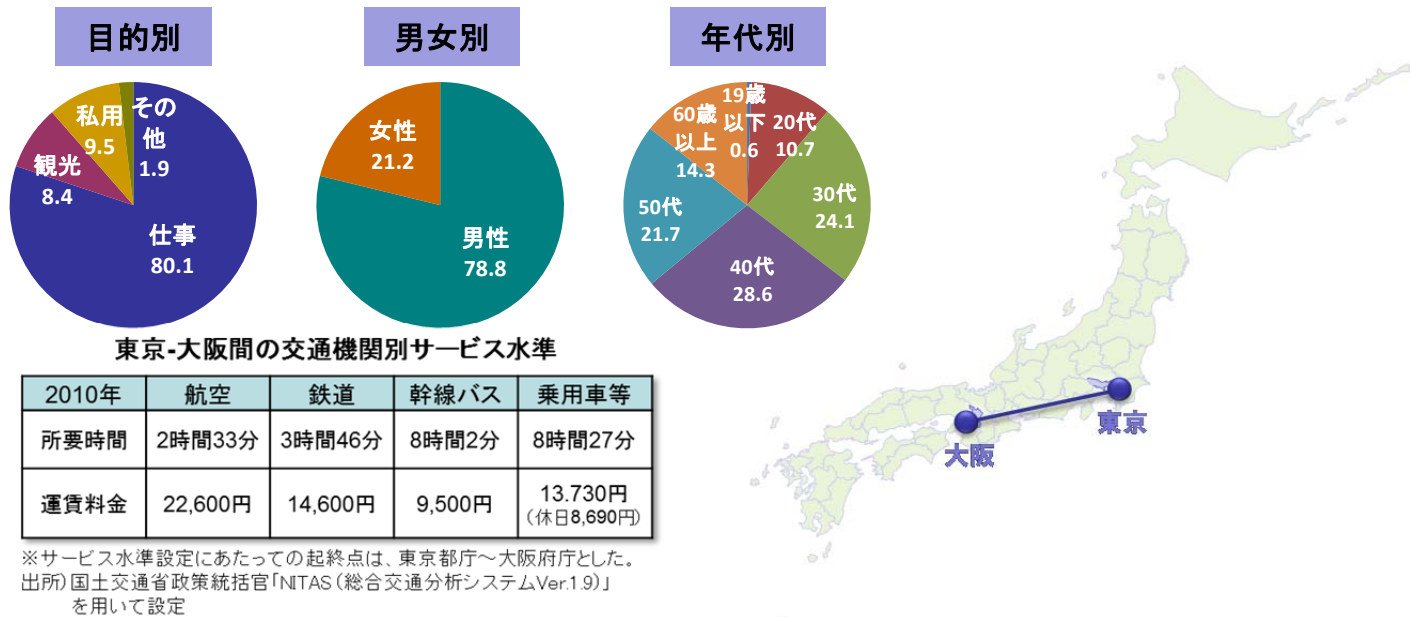 目的別
男女別
年代別
その
他
1.9
私用
9.5
観光
8.4
仕事
80.1
女性
21.2
男性
78.8
19歳
以下
0.6
20代
10.7
30代
24.1
40代
28.6
50代
21.7
60歳
以上
14.3
東京-大阪間の交通機関別サービス水準
2010年 航空 鉄道 幹線バス 乗用車等
所要時間 2時間33分 3時間46分 8時間2分 8時間27分
運賃料金 22,600円 14,600円 9,500円 13.730円
(休日8,690円)
※サービス水準設定にあたっての起終点は、東京都庁～大阪府庁とした。
出所)国土交通省政策統括官「NITAS(総合交通分析システムVer.1.9)」
を用いて設定
東京
大阪